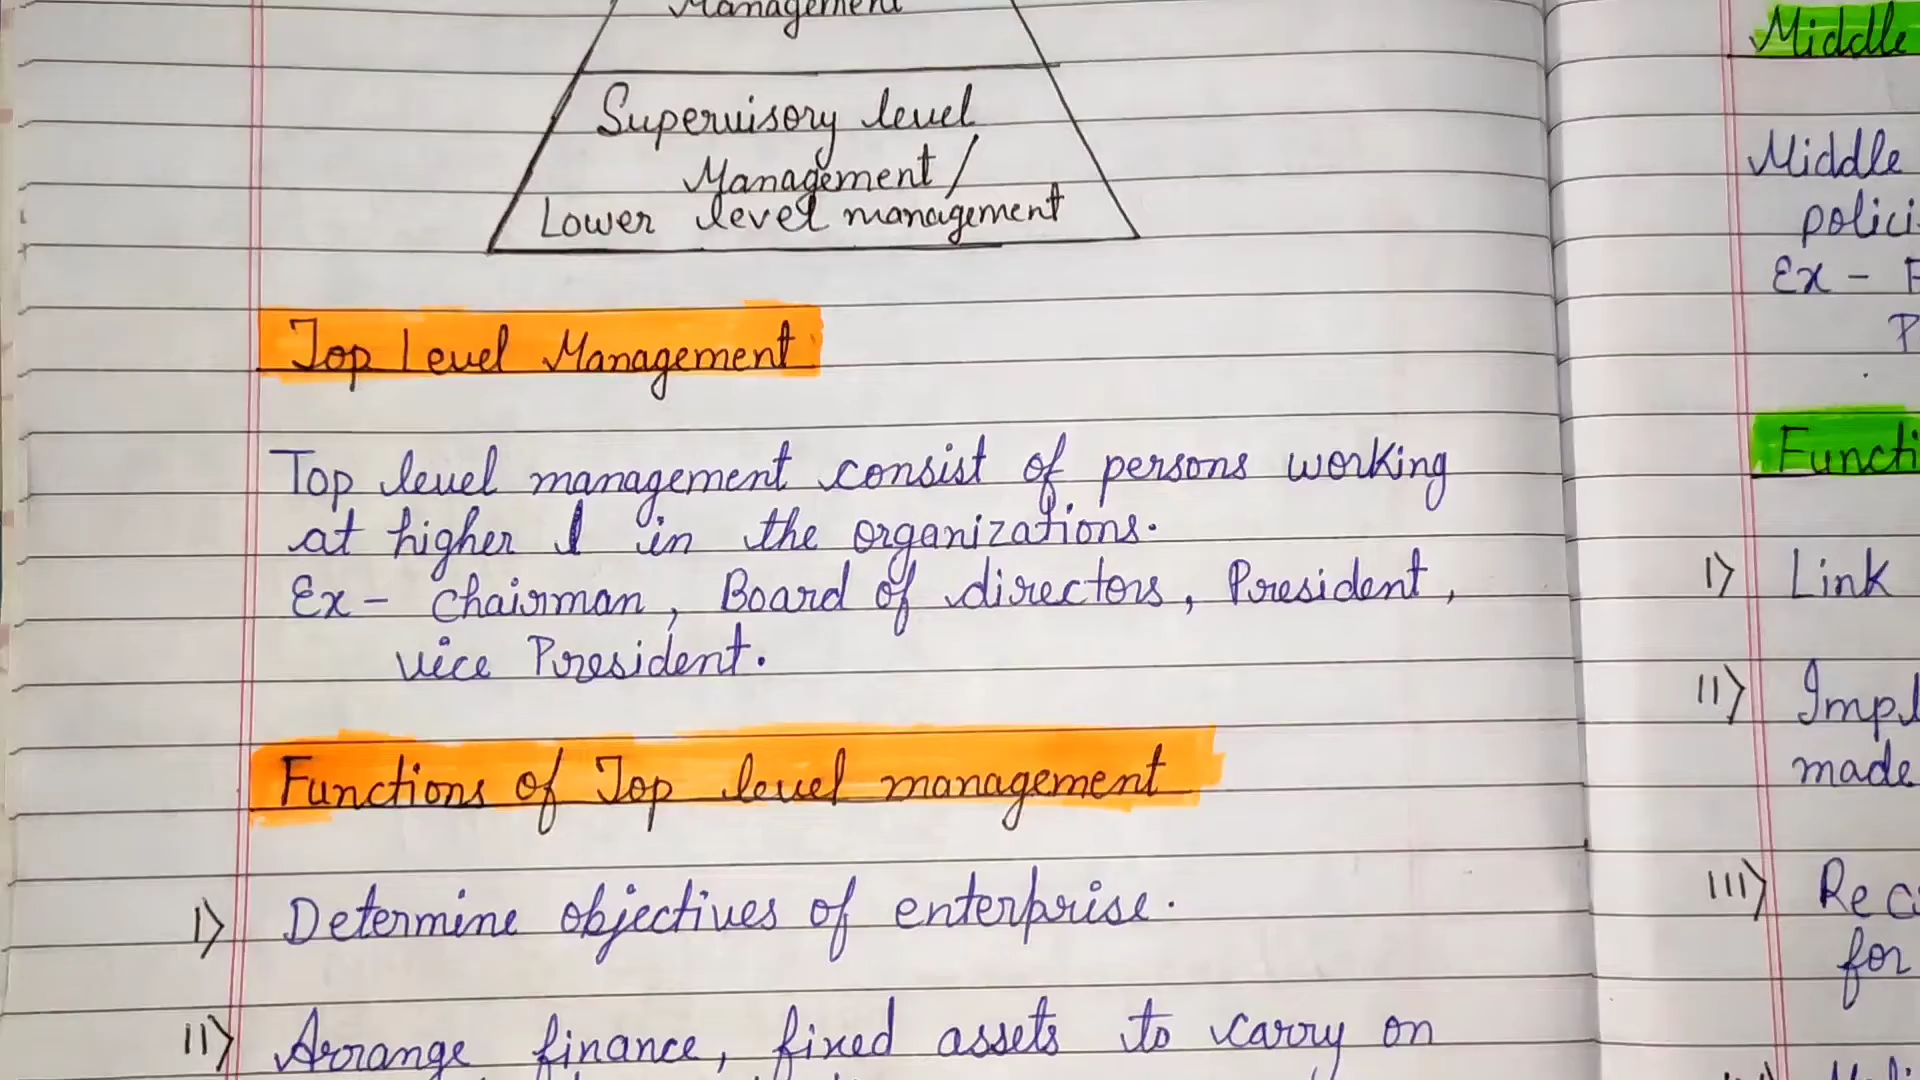 Management
Supervisory level
Management /
Lower level management
Top Level Management
Top level management consist of persons working
at higher l in the organizations.
Ex - Chairman, Board of directors, President,
vice President.
Functions of Top level management
I) Determine objectives of enterprise.
II) Arrange finance, fixed assets to carry on
Middle
Middle
polici
Ex -
P
Functi
I) Link
II) Impl
made
III) Rec
for